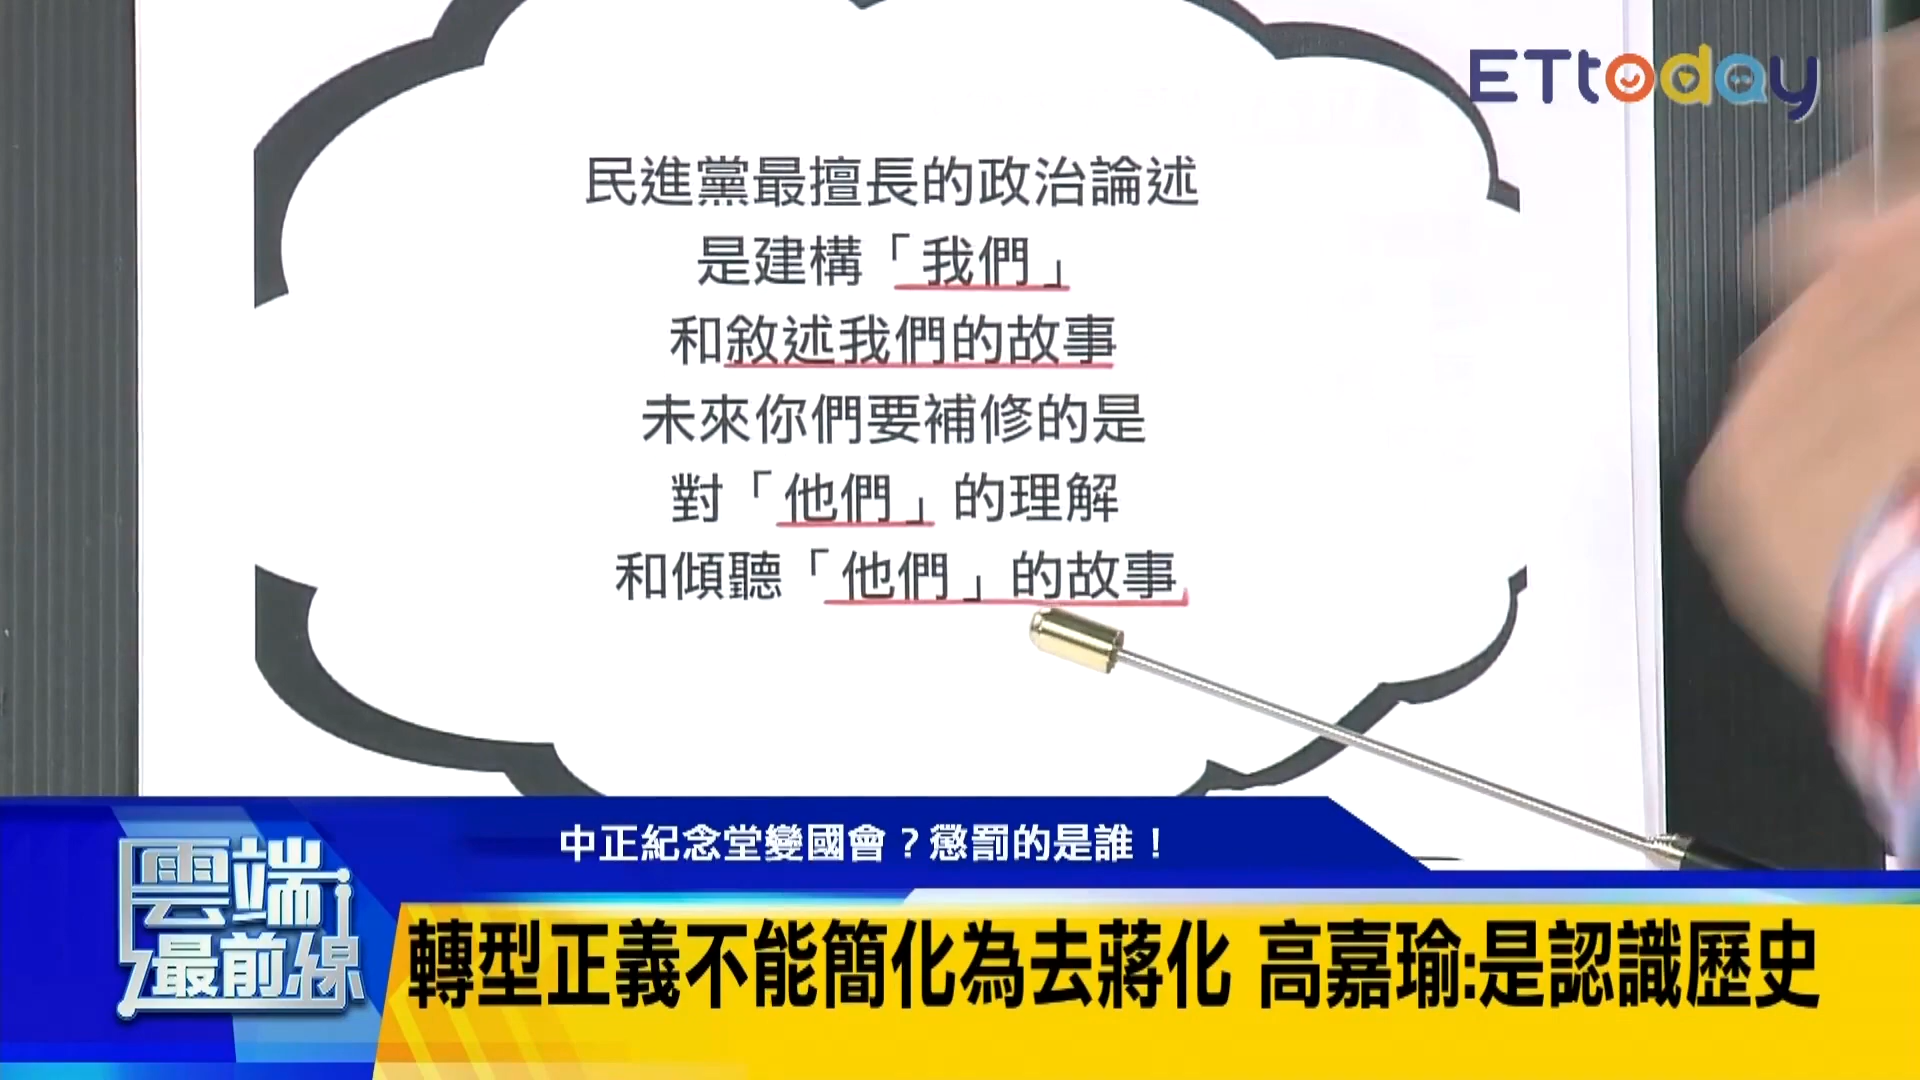 ETtoday
民進黨最擅長的政治論述
是建構「我們」
和敘述我們的故事
未來你們要補修的是
對「他們」的理解
和傾聽「他們」的故事
中正紀念堂變國會？懲罰的是誰！
雲端
最前線
轉型正義不能簡化為去蔣化 高嘉瑜:是認識歷史